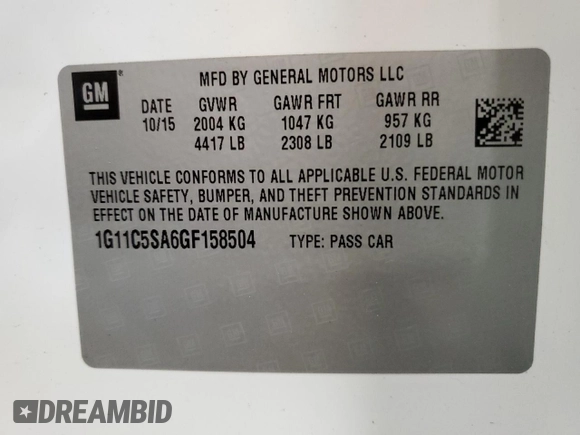 GM
MFD BY GENERAL MOTORS LLC
DATE GVWR GAWR FRT GAWR RR
10/15 2004 KG 1047 KG 957 KG
4417 LB 2308 LB 2109 LB
THIS VEHICLE CONFORMS TO ALL APPLICABLE U.S. FEDERAL MOTOR
VEHICLE SAFETY, BUMPER, AND THEFT PREVENTION STANDARDS IN
EFFECT ON THE DATE OF MANUFACTURE SHOWN ABOVE.
1G11C5SA6GF158504 TYPE: PASS CAR
DREAMBID